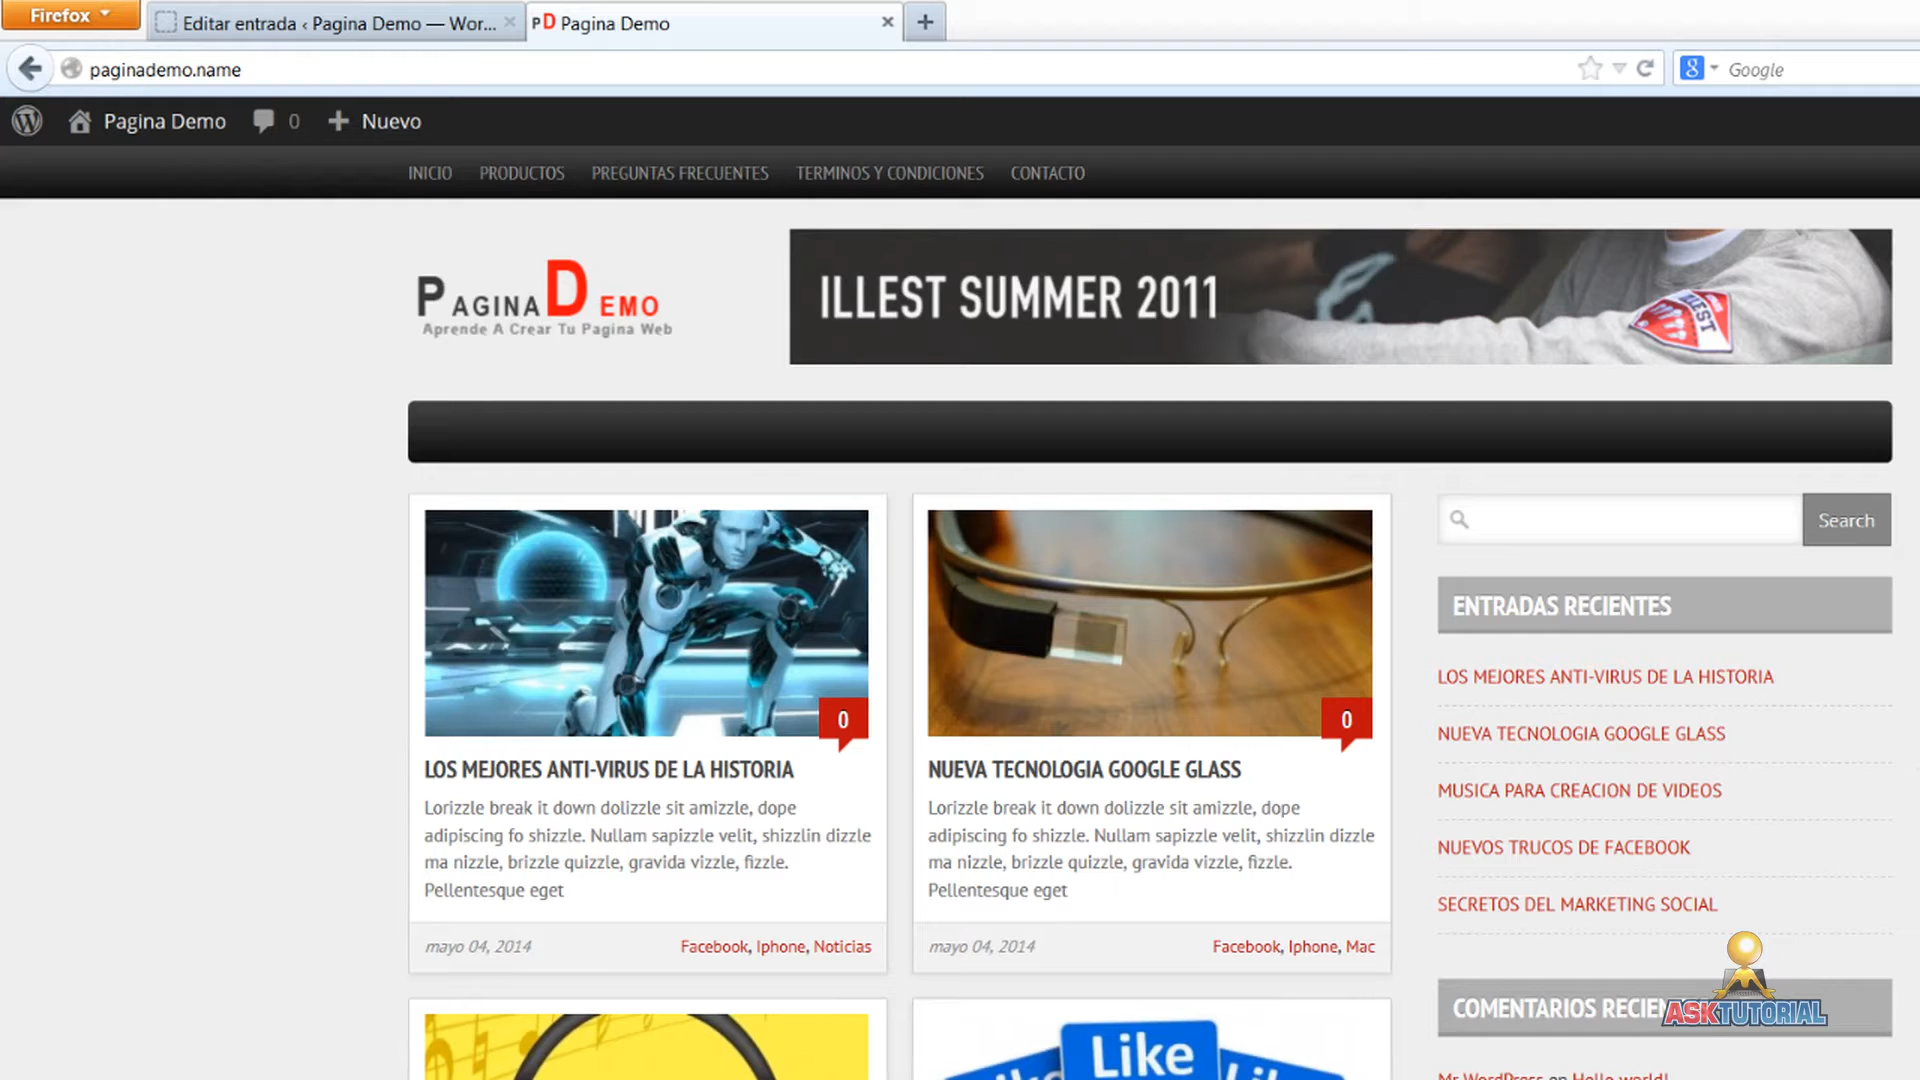 Firefox
Editar entrada ‹ Pagina Demo — Wor...
PD Pagina Demo
paginademo.name
Google
Pagina Demo
0
Nuevo
INICIO
PRODUCTOS
PREGUNTAS FRECUENTES
TERMINOS Y CONDICIONES
CONTACTO
PAGINA DEMO
Aprende A Crear Tu Pagina Web
ILLEST SUMMER 2011
ILLEST
Search
ENTRADAS RECIENTES
LOS MEJORES ANTI-VIRUS DE LA HISTORIA
NUEVA TECNOLOGIA GOOGLE GLASS
MUSICA PARA CREACION DE VIDEOS
NUEVOS TRUCOS DE FACEBOOK
SECRETOS DEL MARKETING SOCIAL
0
LOS MEJORES ANTI-VIRUS DE LA HISTORIA
Lorizzle break it down dolizzle sit amizzle, dope
adipiscing fo shizzle. Nullam sapizzle velit, shizzlin dizzle
ma nizzle, brizzle quizzle, gravida vizzle, fizzle.
Pellentesque eget
mayo 04, 2014
Facebook, Iphone, Noticias
0
NUEVA TECNOLOGIA GOOGLE GLASS
Lorizzle break it down dolizzle sit amizzle, dope
adipiscing fo shizzle. Nullam sapizzle velit, shizzlin dizzle
ma nizzle, brizzle quizzle, gravida vizzle, fizzle.
Pellentesque eget
mayo 04, 2014
Facebook, Iphone, Mac
COMENTARIOS RECIEN
ASKTUTORIAL
Like
Mr WordPress on Hello world!